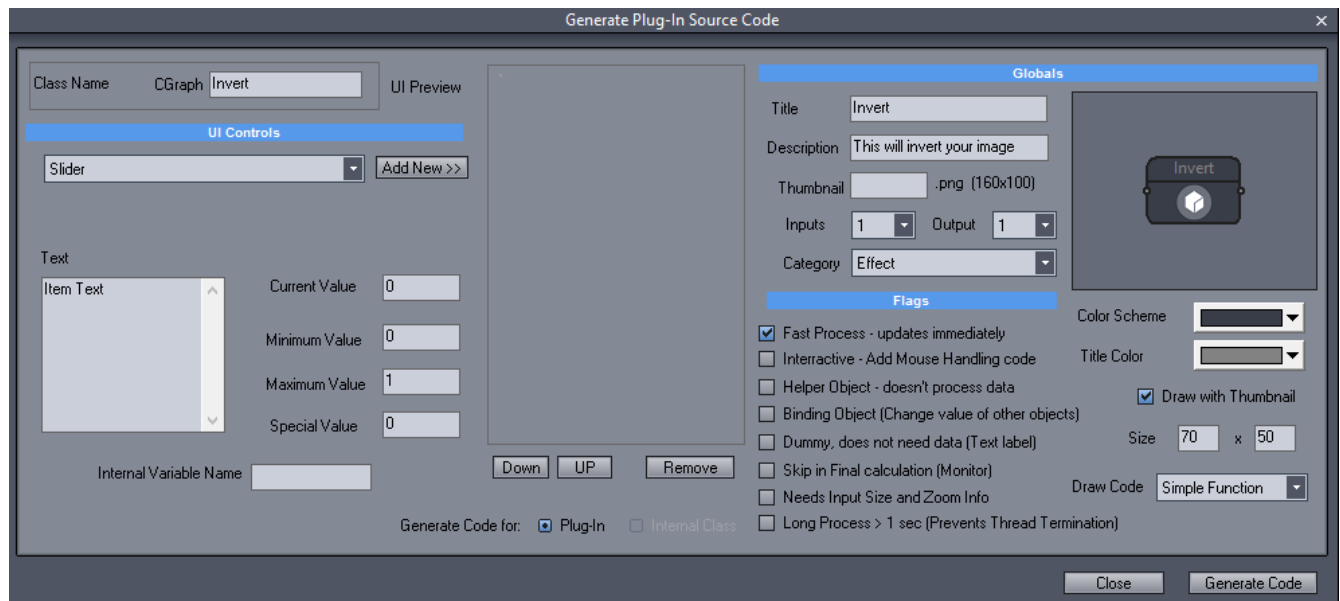 Generate Plug-In Source Code
Class Name CGraph Invert
UI Preview
UI Controls
Slider Add New >>
Text
Item Text
Current Value 0
Minimum Value 0
Maximum Value 1
Special Value 0
Internal Variable Name
Down UP Remove
Generate Code for: Plug-In Internal Class
Globals
Title Invert
Description This will invert your image
Thumbnail .png (160x100)
Inputs 1 Output 1
Category Effect
Invert
Flags
Fast Process - updates immediately
Interractive - Add Mouse Handling code
Helper Object - doesn't process data
Binding Object (Change value of other objects)
Dummy, does not need data (Text label)
Skip in Final calculation (Monitor)
Needs Input Size and Zoom Info
Long Process > 1 sec (Prevents Thread Termination)
Color Scheme
Title Color
Draw with Thumbnail
Size 70 x 50
Draw Code Simple Function
Close Generate Code